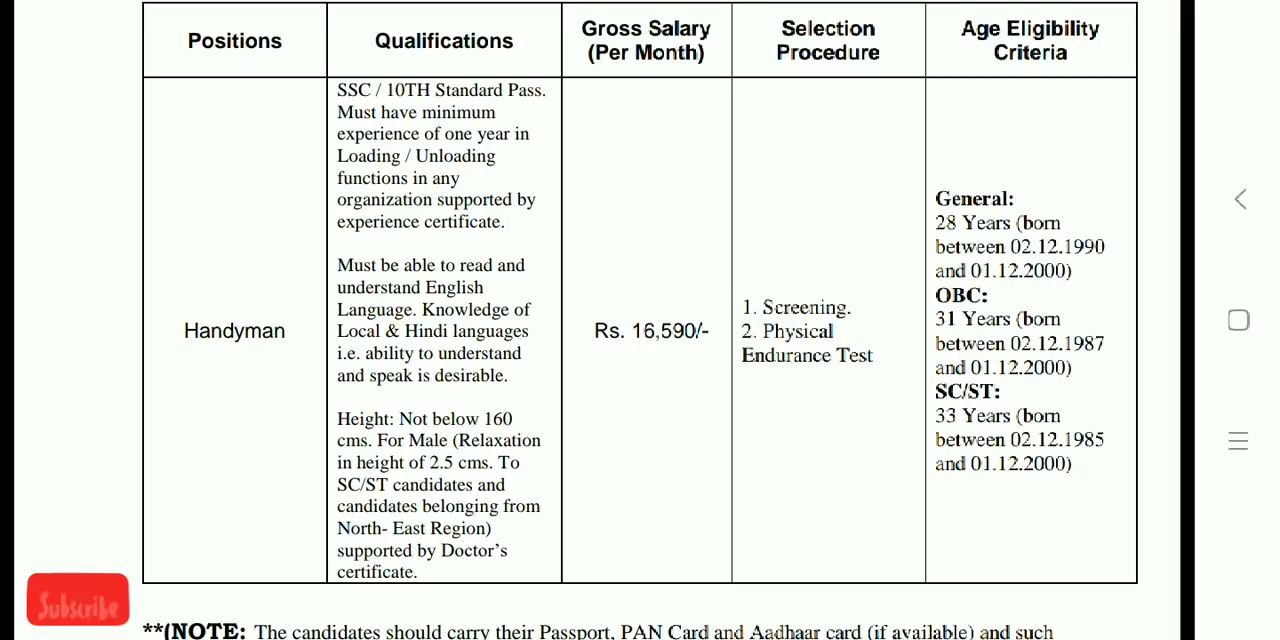 Positions
Qualifications
Gross Salary
(Per Month)
Selection
Procedure
Age Eligibility
Criteria
Handyman
SSC / 10TH Standard Pass.
Must have minimum
experience of one year in
Loading / Unloading
functions in any
organization supported by
experience certificate.
Must be able to read and
understand English
Language. Knowledge of
Local & Hindi languages
i.e. ability to understand
and speak is desirable.
Height: Not below 160
cms. For Male (Relaxation
in height of 2.5 cms. To
SC/ST candidates and
candidates belonging from
North- East Region)
supported by Doctor's
certificate.
Rs. 16,590/-
1. Screening.
2. Physical
Endurance Test
General:
28 Years (born
between 02.12.1990
and 01.12.2000)
OBC:
31 Years (born
between 02.12.1987
and 01.12.2000)
SC/ST:
33 Years (born
between 02.12.1985
and 01.12.2000)
Subscribe
**(NOTE: The candidates should carry their Passport, PAN Card and Aadhaar card (if available) and such